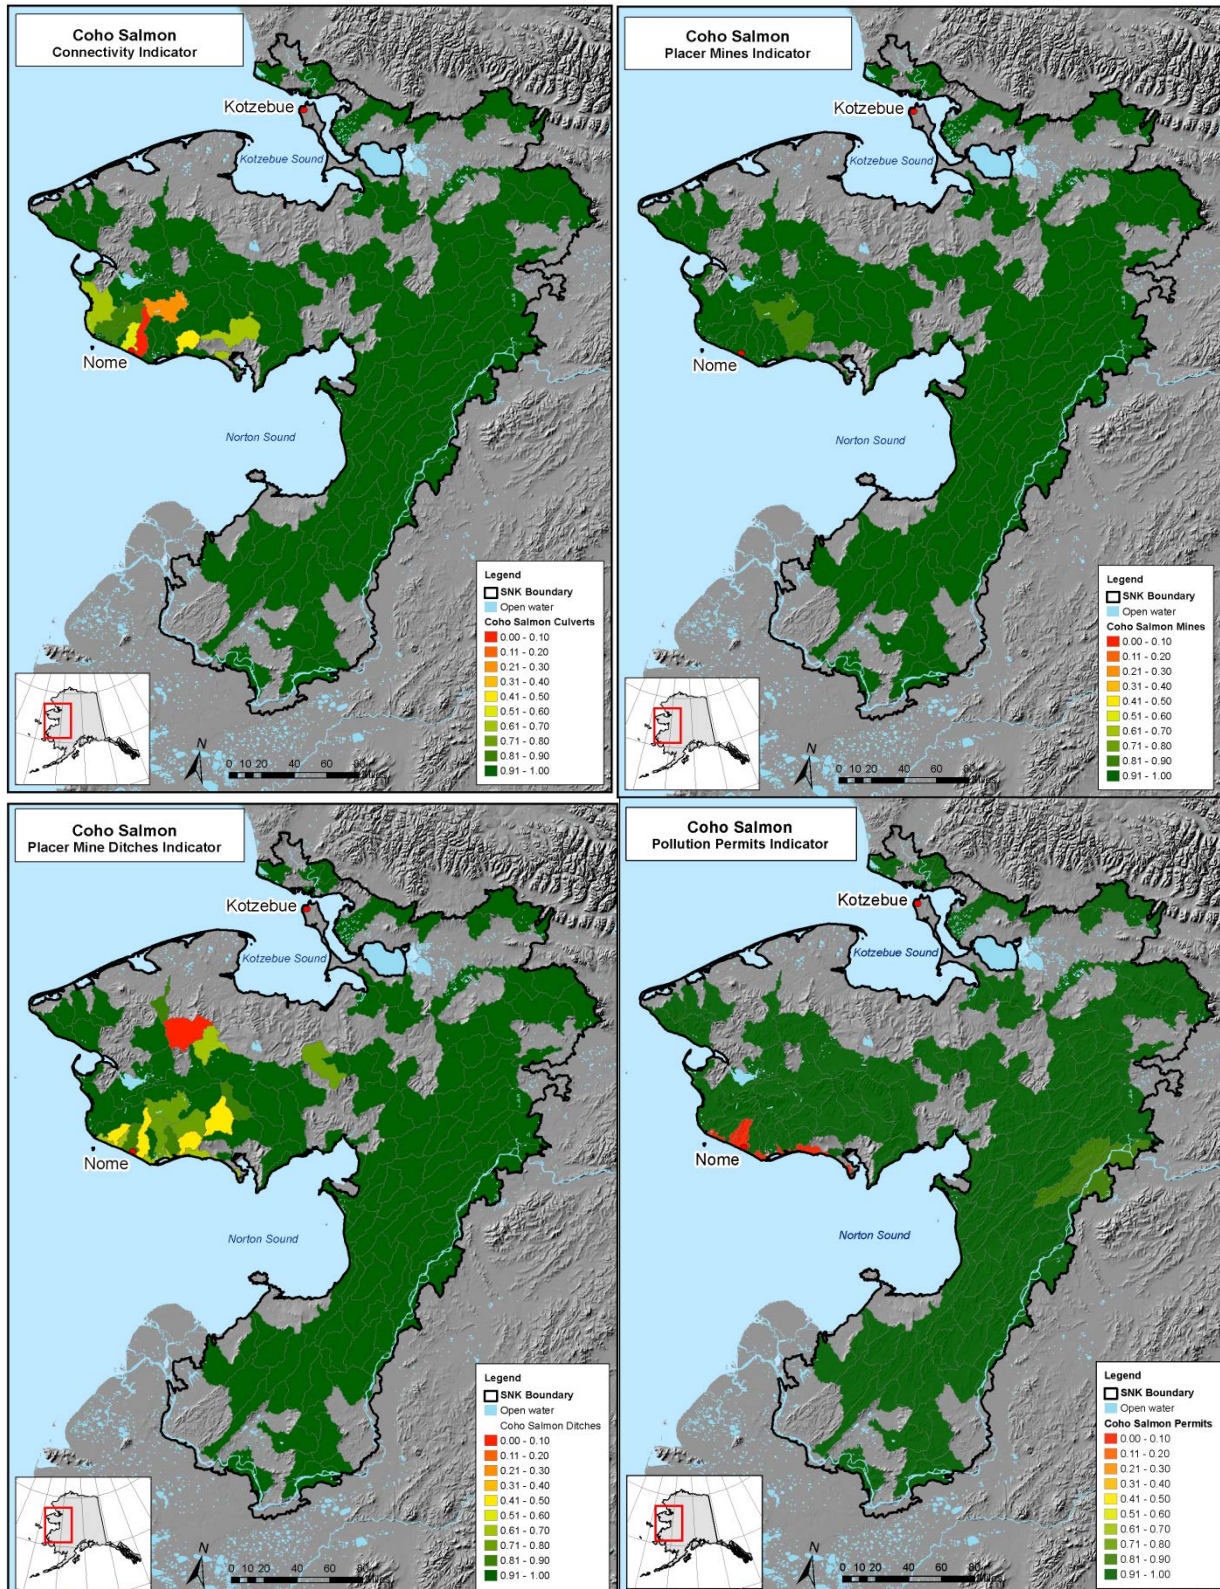 Coho Salmon
Connectivity Indicator
Kotzebue
Kotzebue Sound
Nome
Norton Sound
Legend
SNK Boundary
Open water
Coho Salmon Culverts
0.00 - 0.10
0.11 - 0.20
0.21 - 0.30
0.31 - 0.40
0.41 - 0.50
0.51 - 0.60
0.61 - 0.70
0.71 - 0.80
0.81 - 0.90
0.91 - 1.00
N
0 10 20 40 60 80
Miles
Coho Salmon
Placer Mines Indicator
Kotzebue
Kotzebue Sound
Nome
Norton Sound
Legend
SNK Boundary
Open water
Coho Salmon Mines
0.00 - 0.10
0.11 - 0.20
0.21 - 0.30
0.31 - 0.40
0.41 - 0.50
0.51 - 0.60
0.61 - 0.70
0.71 - 0.80
0.81 - 0.90
0.91 - 1.00
N
0 10 20 40 60 80
Miles
Coho Salmon
Placer Mine Ditches Indicator
Kotzebue
Kotzebue Sound
Nome
Norton Sound
Legend
SNK Boundary
Open water
Coho Salmon Ditches
0.00 - 0.10
0.11 - 0.20
0.21 - 0.30
0.31 - 0.40
0.41 - 0.50
0.51 - 0.60
0.61 - 0.70
0.71 - 0.80
0.81 - 0.90
0.91 - 1.00
N
0 10 20 40 60 80
Miles
Coho Salmon
Pollution Permits Indicator
Kotzebue
Kotzebue Sound
Nome
Norton Sound
Legend
SNK Boundary
Open water
Coho Salmon Permits
0.00 - 0.10
0.11 - 0.20
0.21 - 0.30
0.31 - 0.40
0.41 - 0.50
0.51 - 0.60
0.61 - 0.70
0.71 - 0.80
0.81 - 0.90
0.91 - 1.00
N
0 10 20 40 60 80
Miles